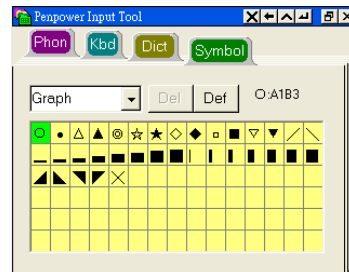 Penpower Input Tool
Phon Kbd Dict Symbol
Graph Del Def O:A1B3
○ • △ ▲ ◎ ☆ ★ ◇ ◆ □ ■ ▽ ▼ ╱ ╲
▁ ▂ ▃ ▄ ▅ ▆ ▇ █ ▏ ▎ ▍ ▌ ▋ ▊ ▉
◢ ◣ ◥ ◤ ╳